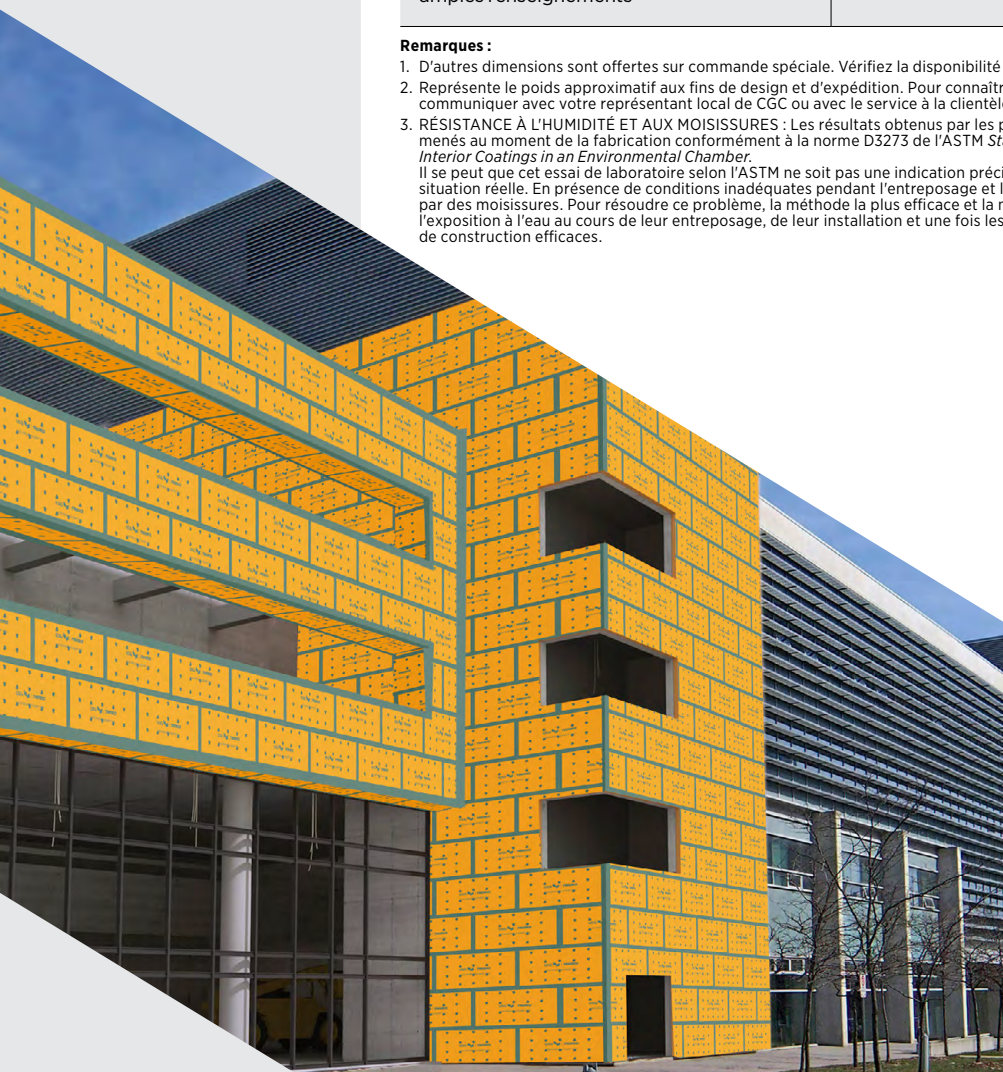 amples renseignements
Remarques :
1. D'autres dimensions sont offertes sur commande spéciale. Vérifiez la disponibilité
2. Représente le poids approximatif aux fins de design et d'expédition. Pour connaîtr
communiquer avec votre représentant local de CGC ou avec le service à la clientèl
3. RÉSISTANCE À L'HUMIDITÉ ET AUX MOISISSURES : Les résultats obtenus par les p
menés au moment de la fabrication conformément à la norme D3273 de l'ASTM St
Interior Coatings in an Environmental Chamber.
Il se peut que cet essai de laboratoire selon l'ASTM ne soit pas une indication préci
situation réelle. En présence de conditions inadéquates pendant l'entreposage et l
par des moisissures. Pour résoudre ce problème, la méthode la plus efficace et la
l'exposition à l'eau au cours de leur entreposage, de leur installation et une fois les
de construction efficaces.